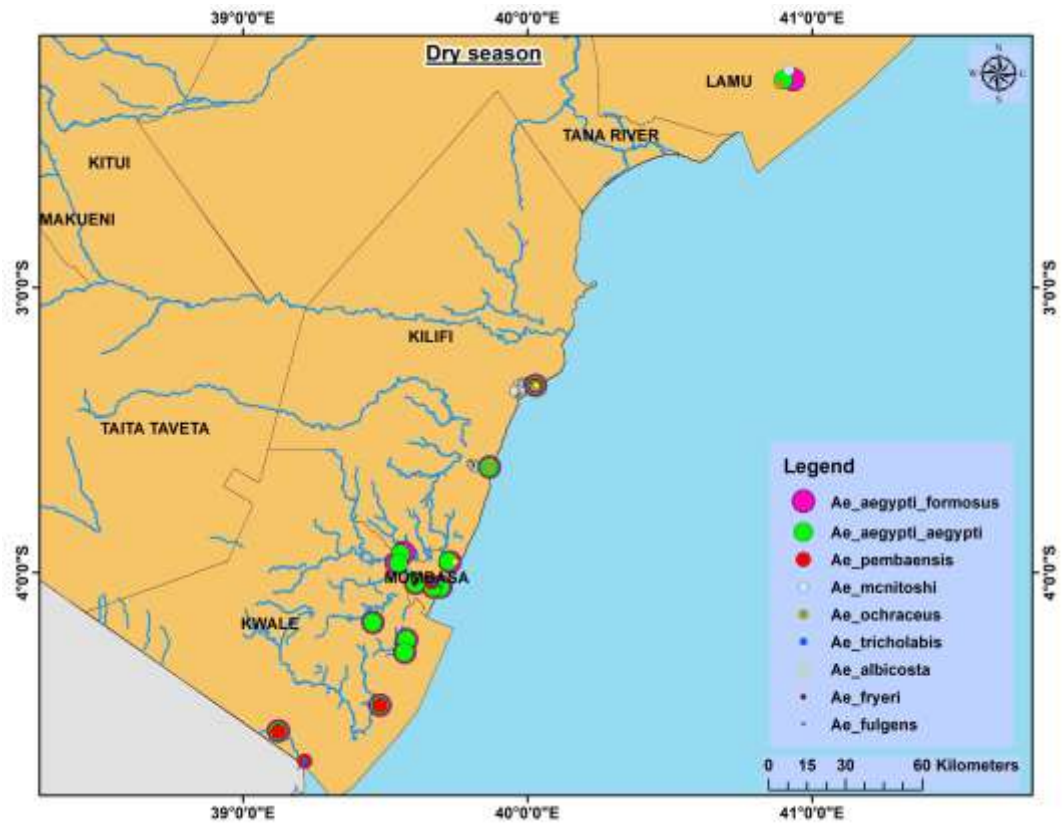 39°0'0"E 40°0'0"E 41°0'0"E
Dry season
N
W E
S
LAMU
TANA RIVER
KITUI
MAKUENI
3°0'0"S 3°0'0"S
KILIFI
TAITA TAVETA
Legend
Ae_aegypti_formosus
Ae_aegypti_aegypti
Ae_pembaensis
Ae_mcnitoshi
Ae_ochraceus
Ae_tricholabis
Ae_albicosta
Ae_fryeri
Ae_fulgens
4°0'0"S 4°0'0"S
MOMBASA
KWALE
0 15 30 60 Kilometers
39°0'0"E 40°0'0"E 41°0'0"E